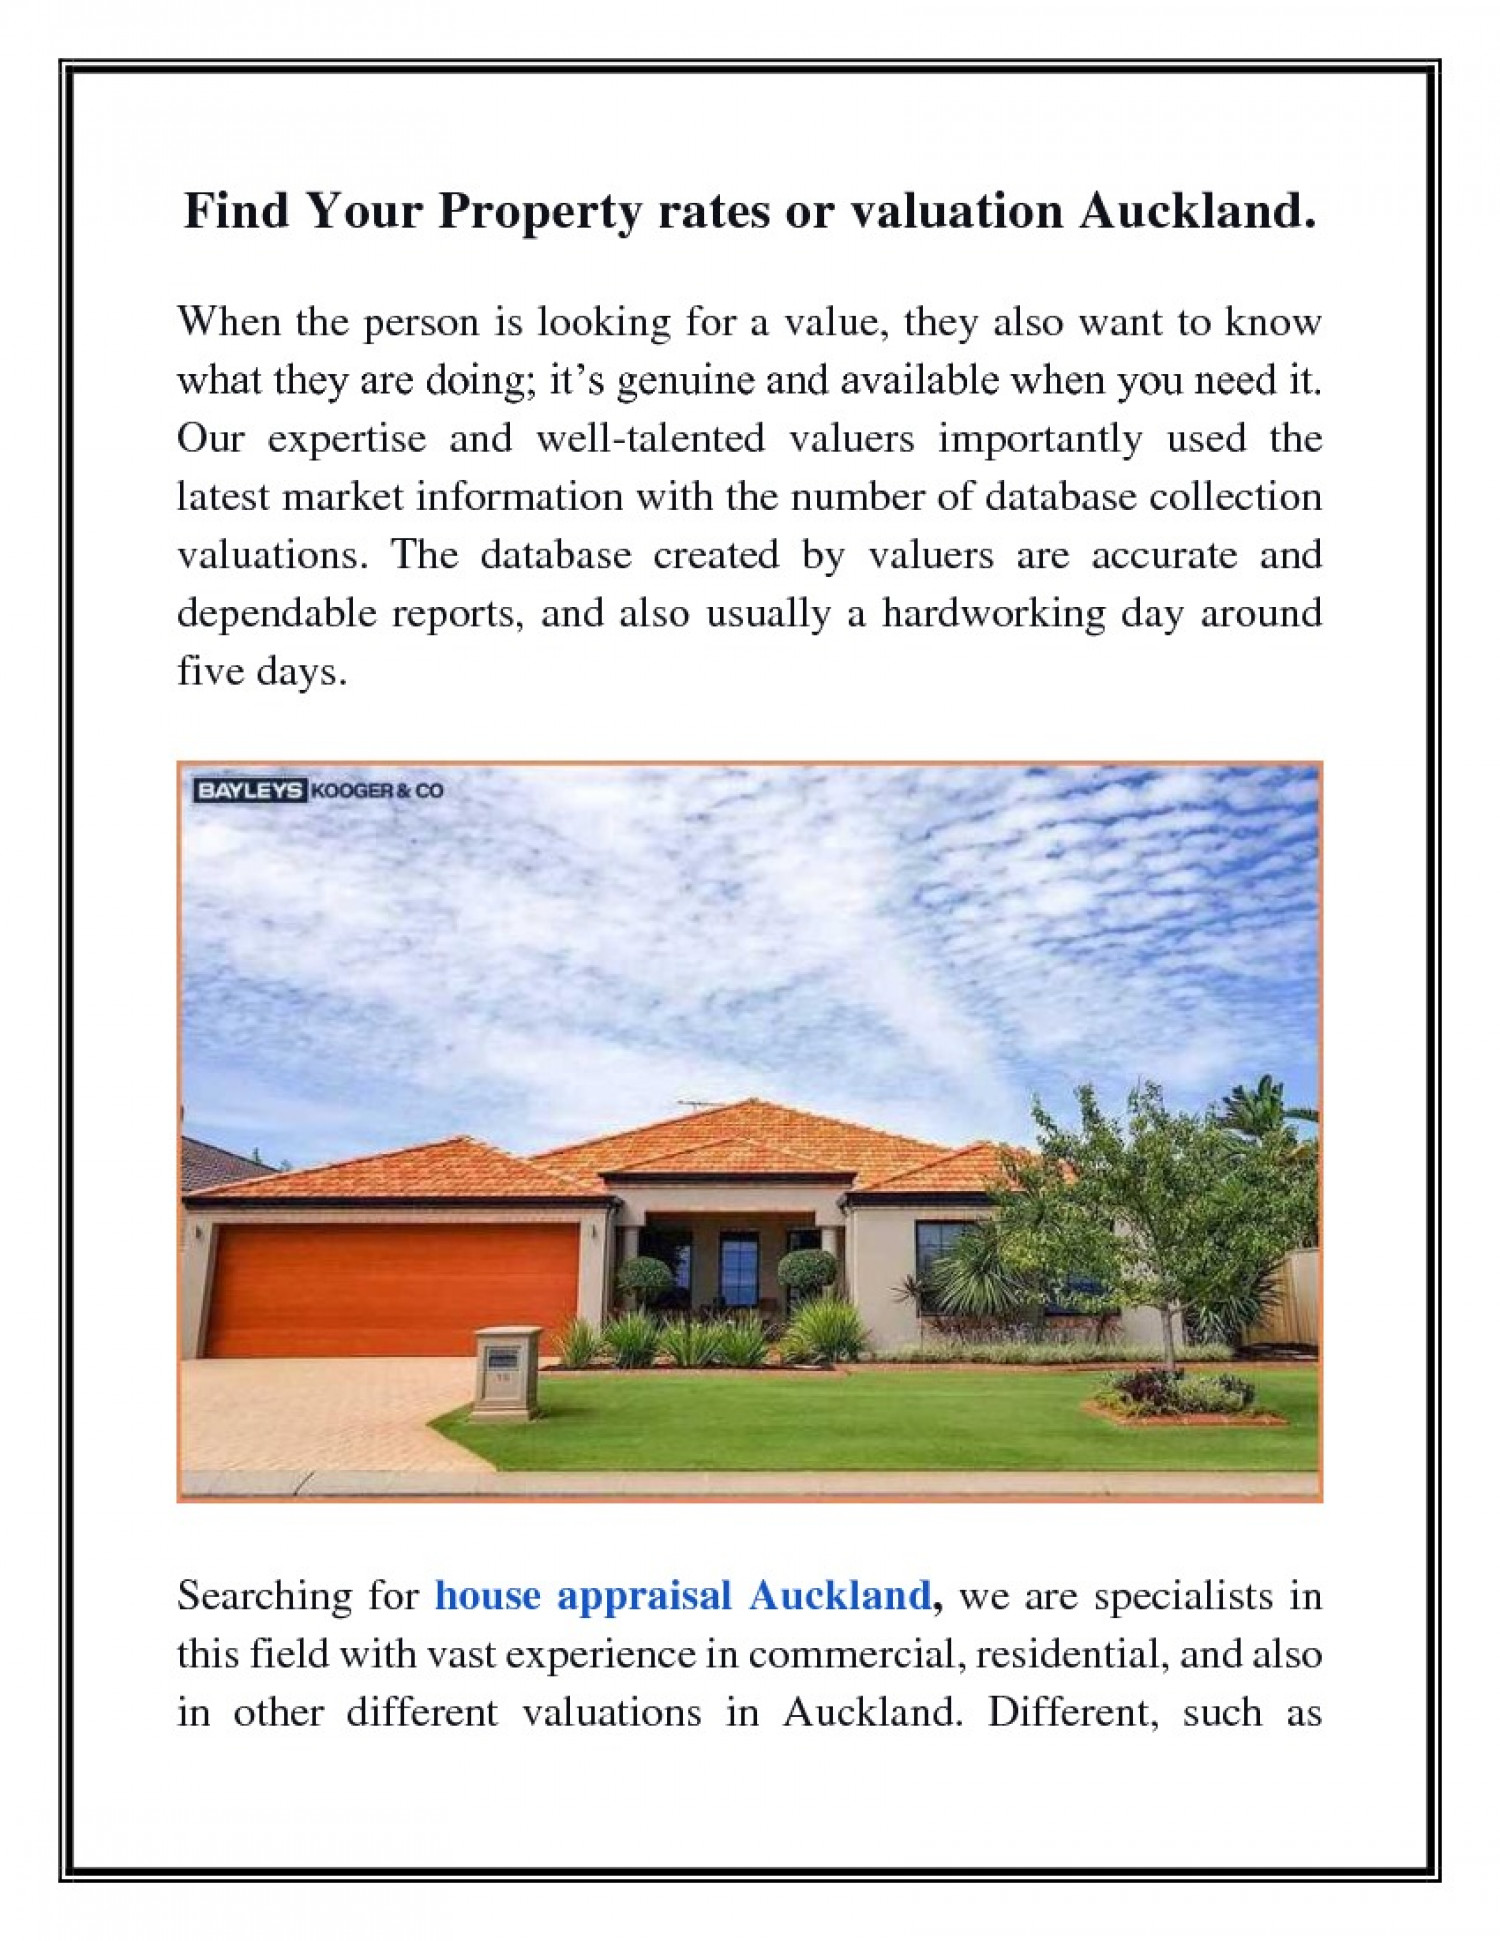 Find Your Property rates or valuation Auckland.
When the person is looking for a value, they also want to know
what they are doing; it’s genuine and available when you need it.
Our expertise and well-talented valuers importantly used the
latest market information with the number of database collection
valuations. The database created by valuers are accurate and
dependable reports, and also usually a hardworking day around
five days.
BAYLEYS KOOGER & CO
Searching for house appraisal Auckland, we are specialists in
this field with vast experience in commercial, residential, and also
in other different valuations in Auckland. Different, such as